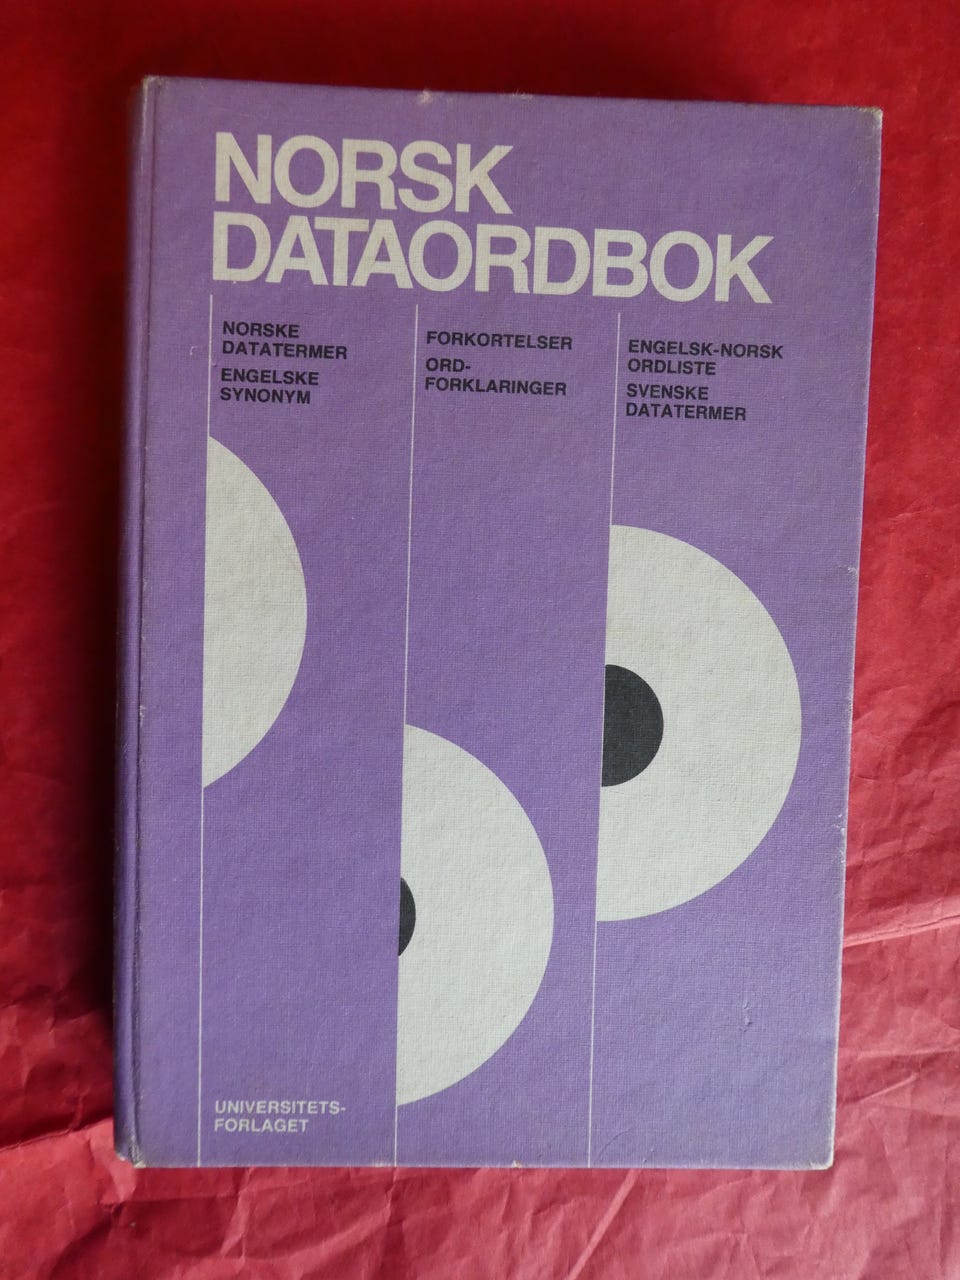 NORSK
DATAORDBOK
NORSKE
DATATERMER
ENGELSKE
SYNONYM
FORKORTELSER
ORD-
FORKLARINGER
ENGELSK-NORSK
ORDLISTE
SVENSKE
DATATERMER
UNIVERSITETS-
FORLAGET